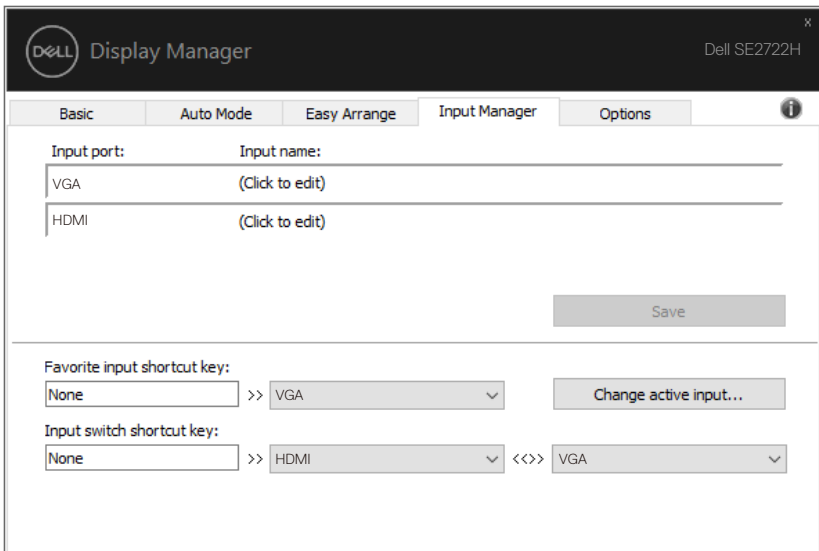 x
DELL Display Manager Dell SE2722H
Basic Auto Mode Easy Arrange Input Manager Options i
Input port: Input name:
VGA (Click to edit)
HDMI (Click to edit)
Save
Favorite input shortcut key:
None >> VGA Change active input...
Input switch shortcut key:
None >> HDMI <<>> VGA